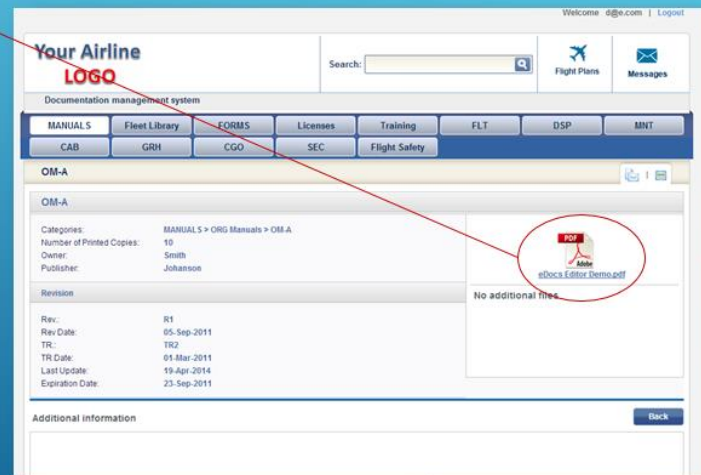 Welcome d@e.com | Logout
Your Airline
LOGO
Search:
Flight Plans
Messages
Documentation management system
MANUALS Fleet Library FORMS Licenses Training FLT DSP MNT
CAB GRH CGO SEC Flight Safety
OM-A
OM-A
Categories: MANUALS > ORG Manuals > OM-A
Number of Printed Copies: 10
Owner: Smith
Publisher: Johanson
PDF
Adobe
eDocs Editor Demo.pdf
No additional files
Revision
Rev.: R1
Rev Date: 05-Sep-2011
TR.: TR2
TR Date: 01-Mar-2011
Last Update: 19-Apr-2014
Expiration Date: 23-Sep-2011
Additional information
Back